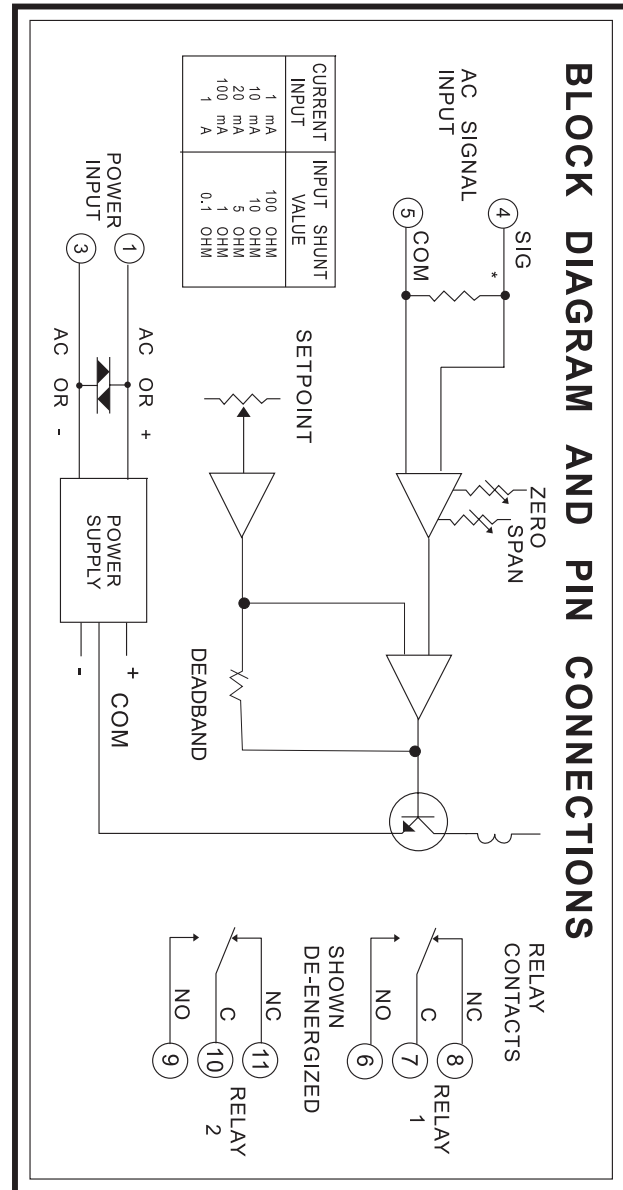 BLOCK DIAGRAM AND PIN CONNECTIONS
AC SIGNAL
INPUT
4
SIG
*
5
COM
ZERO
SPAN
CURRENT
INPUT
INPUT SHUNT
VALUE
1 mA
100 OHM
10 mA
10 OHM
20 mA
5 OHM
100 mA
1 OHM
1 A
0.1 OHM
SETPOINT
DEADBAND
POWER
INPUT
1
3
AC OR +
AC OR -
POWER
SUPPLY
+
COM
-
RELAY
CONTACTS
NC
8
C
7
NO
6
RELAY
1
SHOWN
DE-ENERGIZED
NC
11
C
10
NO
9
RELAY
2